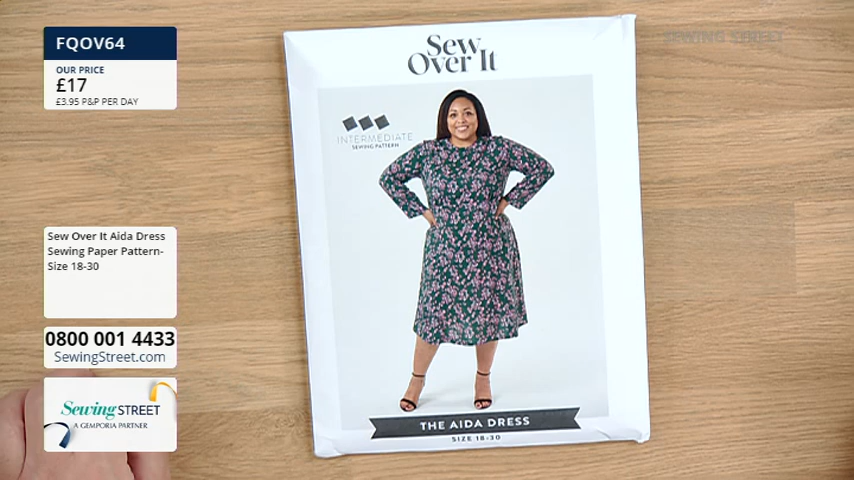 FQOV64
OUR PRICE
£17
£3.95 P&P PER DAY
Sew Over It Aida Dress
Sewing Paper Pattern-
Size 18-30
0800 001 4433
SewingStreet.com
Sewing STREET
A GEMPORIA PARTNER
Sew
Over It
INTERMEDIATE
SEWING PATTERN
THE AIDA DRESS
SIZE 18-30
SEWING STREET